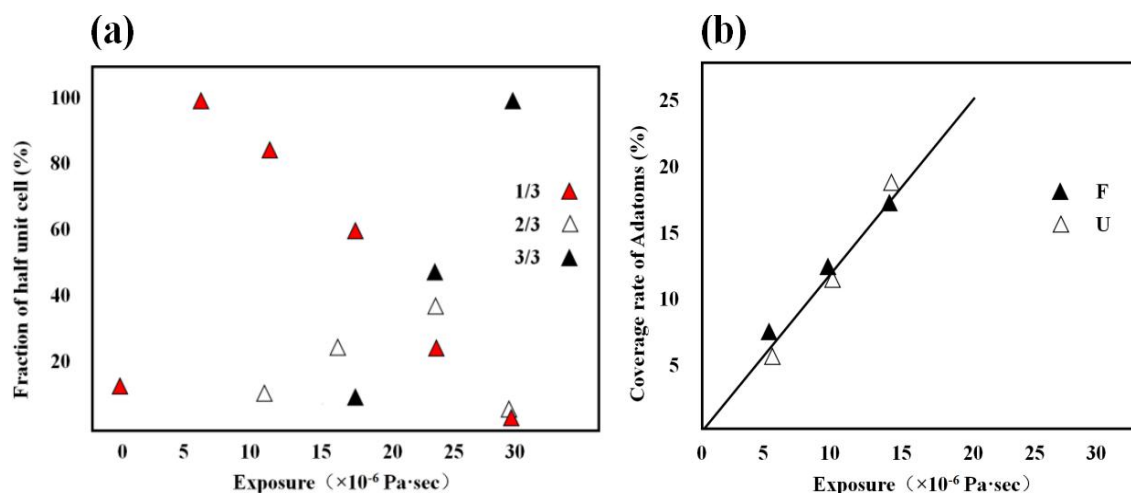 (a)
Fraction of half unit cell (%)
100
80
60
40
20
1/3
2/3
3/3
0 5 10 15 20 25 30
Exposure（×10⁻⁶ Pa·sec）
(b)
Coverage rate of Adatoms (%)
25
20
15
10
5
F
U
0 5 10 15 20 25 30
Exposure（×10⁻⁶ Pa·sec）